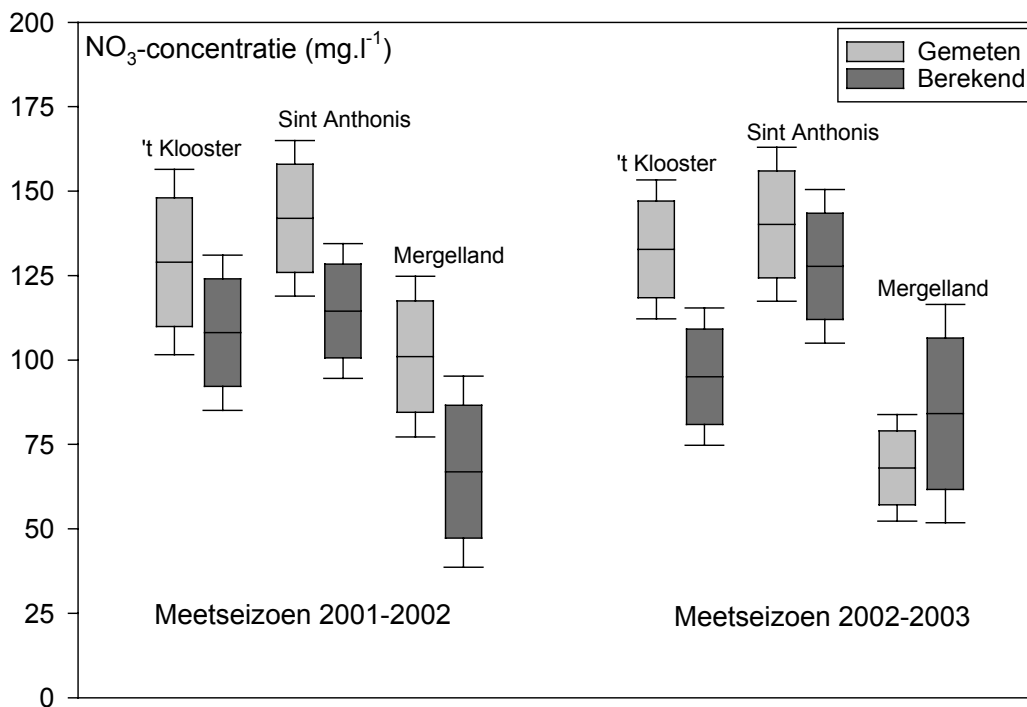 200
NO₃-concentratie (mg.l⁻¹)
Gemeten
Berekend
175
't Klooster
Sint Anthonis
't Klooster
Sint Anthonis
150
Mergelland
125
Mergelland
100
75
50
25
Meetseizoen 2001-2002
Meetseizoen 2002-2003
0